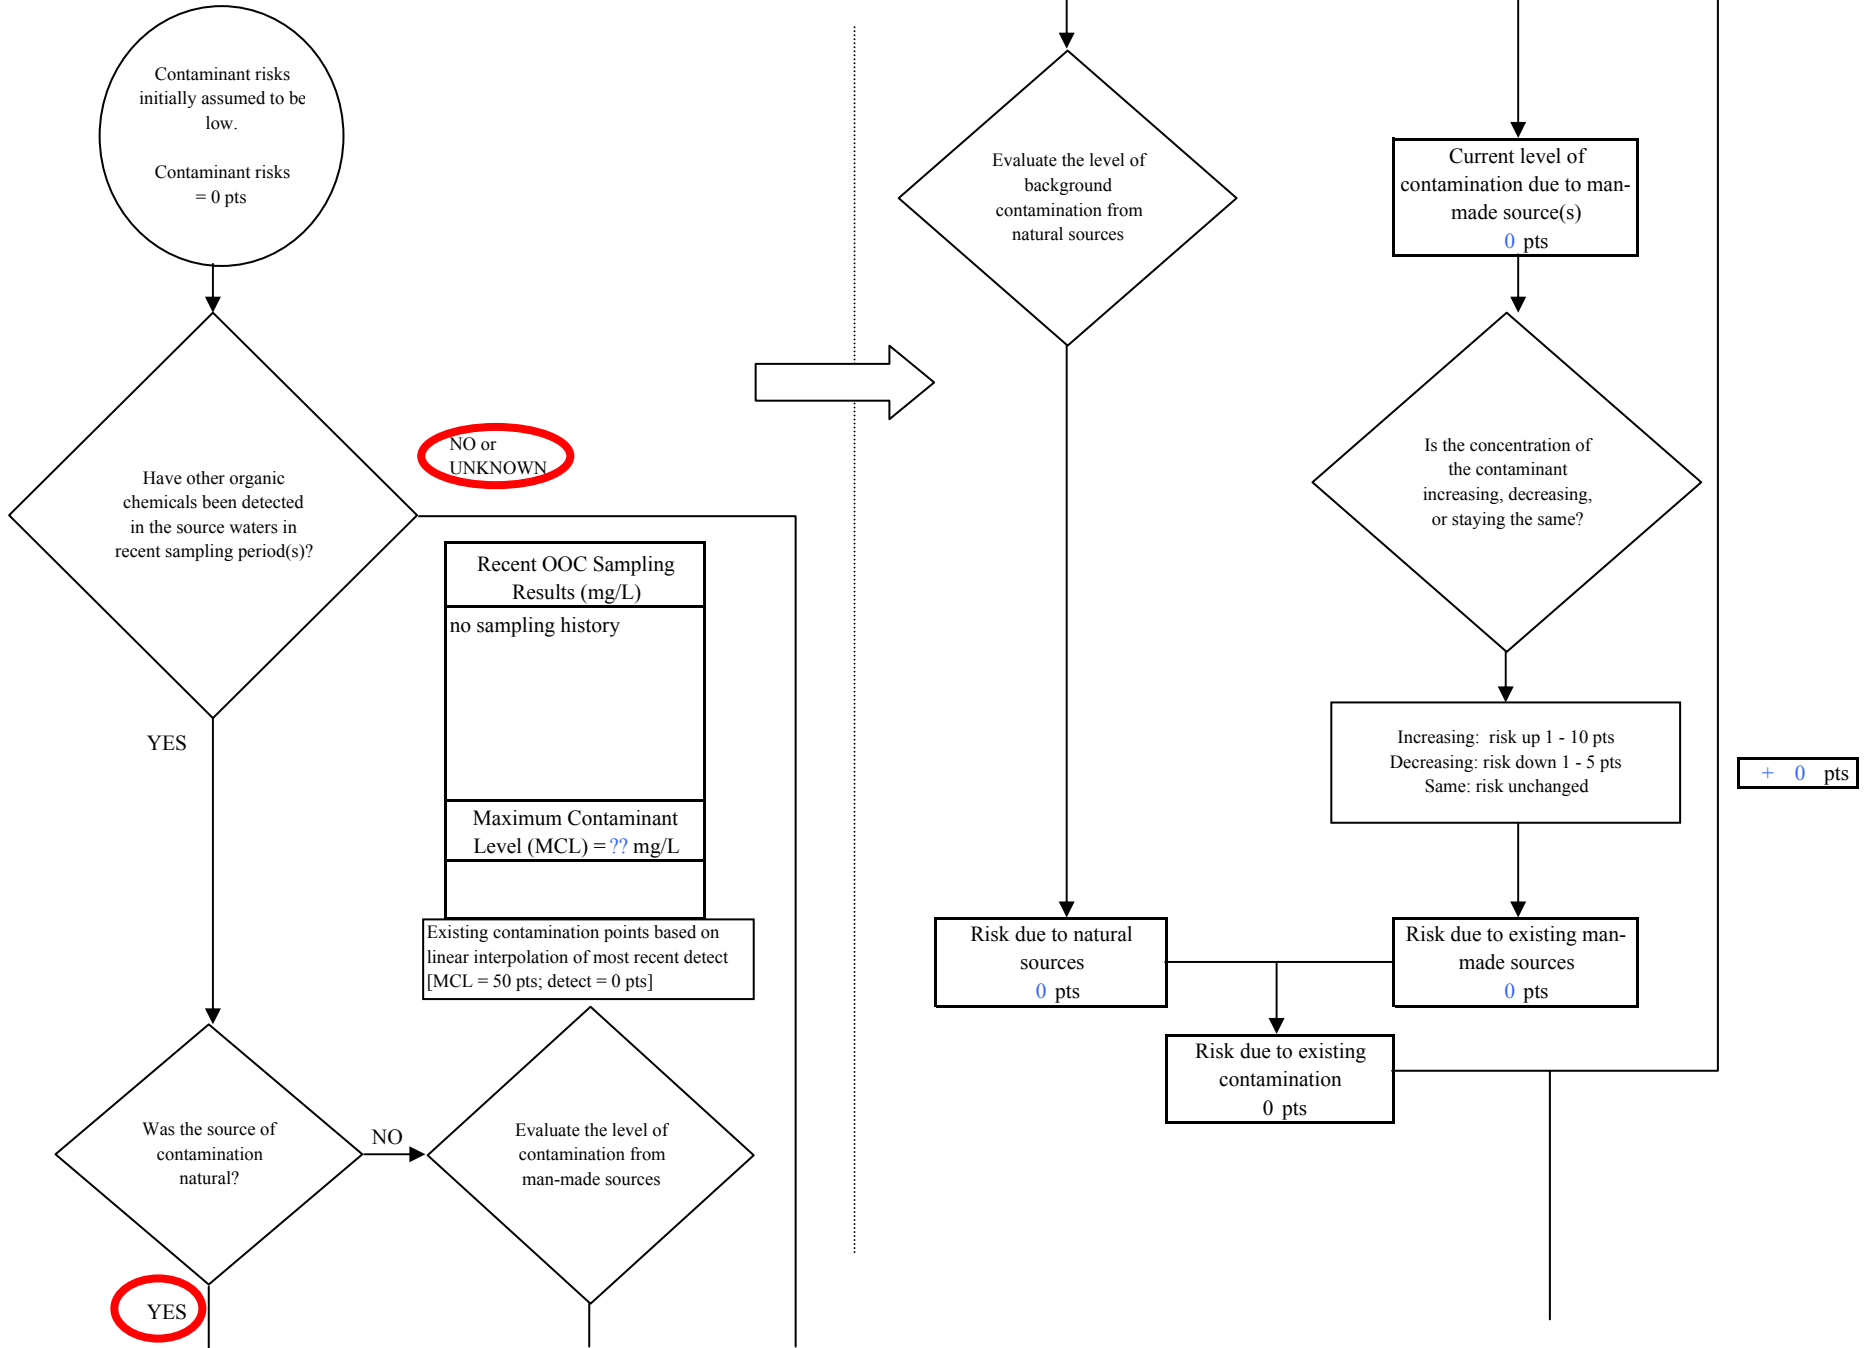 Contaminant risks
initially assumed to be
low.
Contaminant risks
= 0 pts
Have other organic
chemicals been detected
in the source waters in
recent sampling period(s)?
NO or
UNKNOWN
YES
Recent OOC Sampling
Results (mg/L)
no sampling history
Maximum Contaminant
Level (MCL) = ?? mg/L
Existing contamination points based on
linear interpolation of most recent detect
[MCL = 50 pts; detect = 0 pts]
Was the source of
contamination
natural?
NO
Evaluate the level of
contamination from
man-made sources
YES
Evaluate the level of
background
contamination from
natural sources
Current level of
contamination due to man-
made source(s)
0 pts
Is the concentration of
the contaminant
increasing, decreasing,
or staying the same?
Increasing: risk up 1 - 10 pts
Decreasing: risk down 1 - 5 pts
Same: risk unchanged
+ 0 pts
Risk due to natural
sources
0 pts
Risk due to existing man-
made sources
0 pts
Risk due to existing
contamination
0 pts